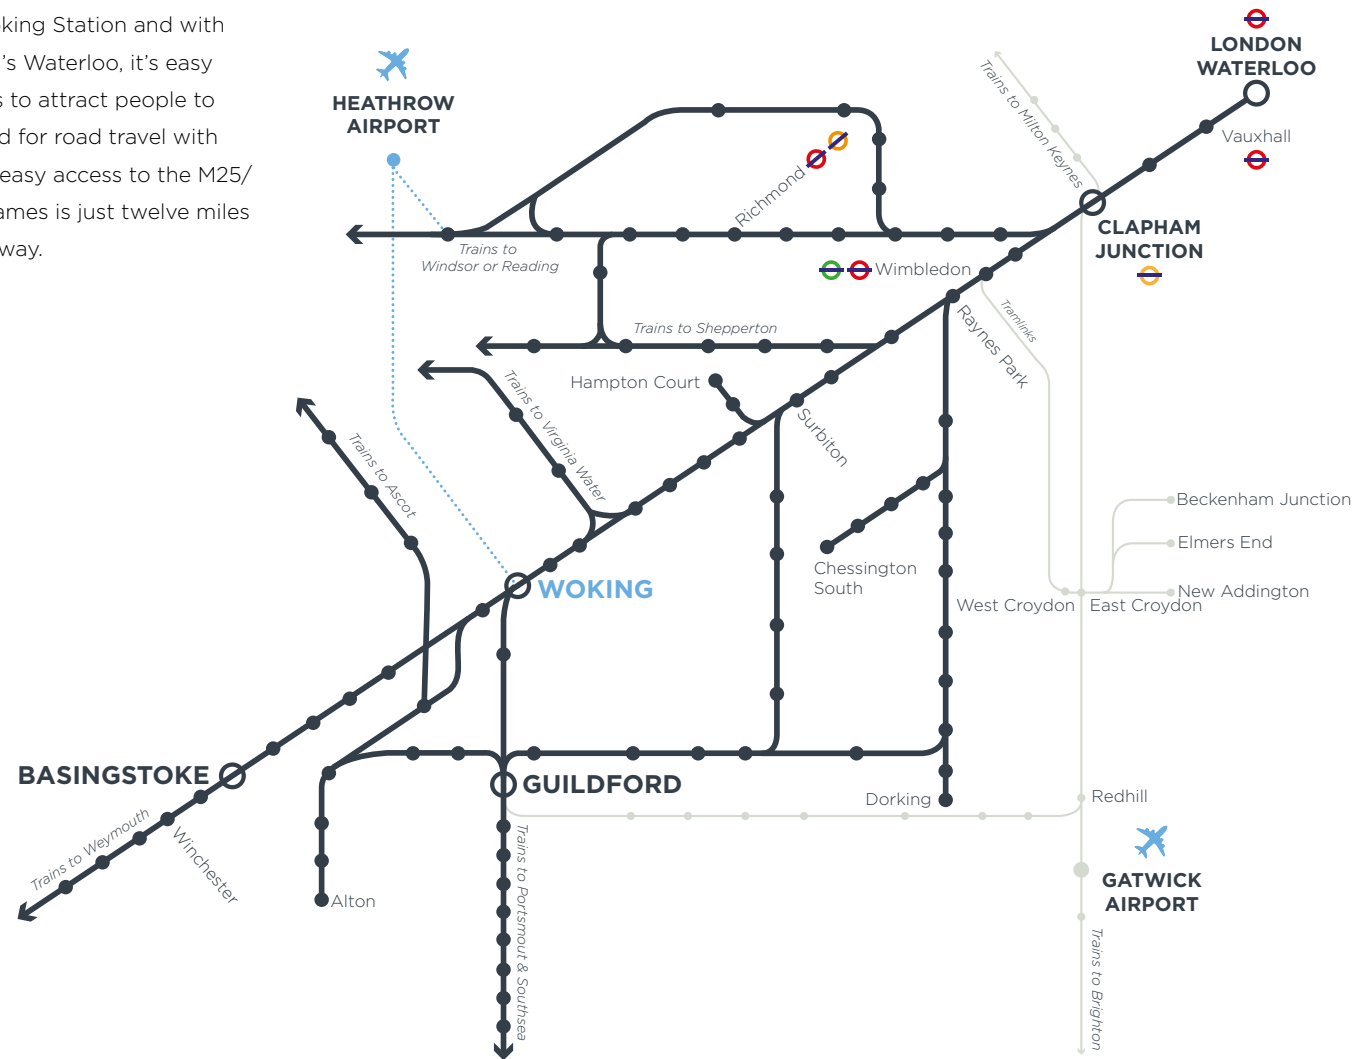 oking Station and with
's Waterloo, it's easy
s to attract people to
d for road travel with
easy access to the M25/
ames is just twelve miles
way.
HEATHROW
AIRPORT
LONDON
WATERLOO
Vauxhall
Trains to Milton Keynes
CLAPHAM
JUNCTION
Richmond
Trains to
Windsor or Reading
Wimbledon
Tramlinks
Raynes Park
Trains to Shepperton
Hampton Court
Trains to Virginia Water
Surbiton
Trains to Ascot
Beckenham Junction
Elmers End
New Addington
West Croydon
East Croydon
Chessington
South
WOKING
BASINGSTOKE
GUILDFORD
Dorking
Redhill
Trains to Weymouth
Winchester
Alton
Trains to Portsmout & Southsea
GATWICK
AIRPORT
Trains to Brighton